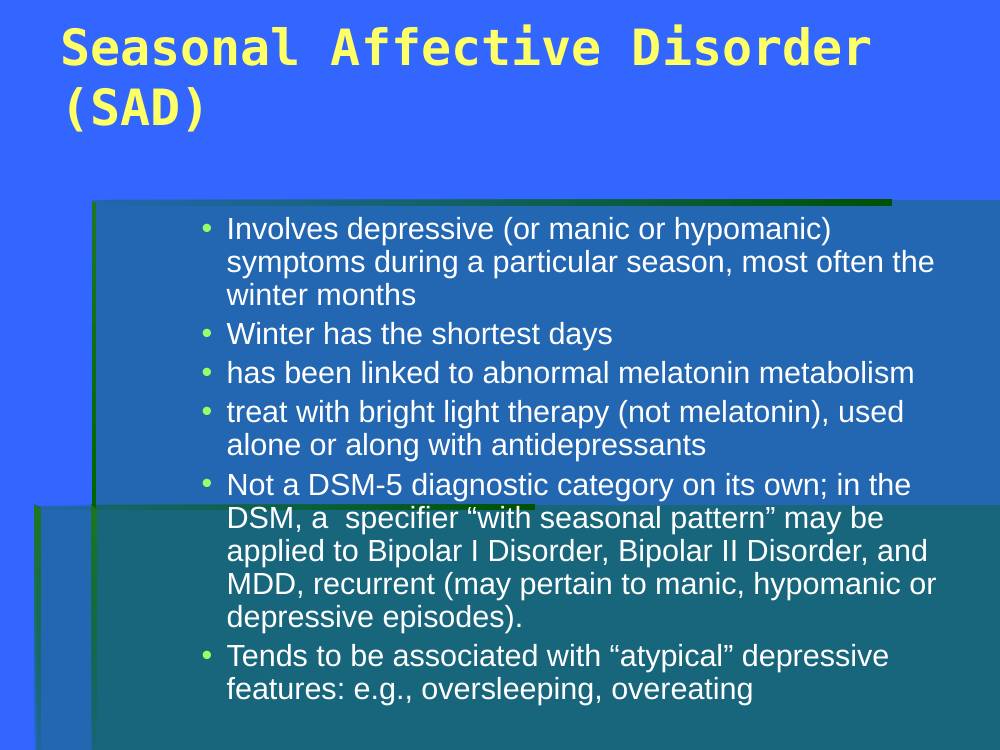 Seasonal Affective Disorder
(SAD)
• Involves depressive (or manic or hypomanic)
symptoms during a particular season, most often the
winter months
• Winter has the shortest days
• has been linked to abnormal melatonin metabolism
• treat with bright light therapy (not melatonin), used
alone or along with antidepressants
• Not a DSM-5 diagnostic category on its own; in the
DSM, a  specifier “with seasonal pattern” may be
applied to Bipolar I Disorder, Bipolar II Disorder, and
MDD, recurrent (may pertain to manic, hypomanic or
depressive episodes).
• Tends to be associated with “atypical” depressive
features: e.g., oversleeping, overeating